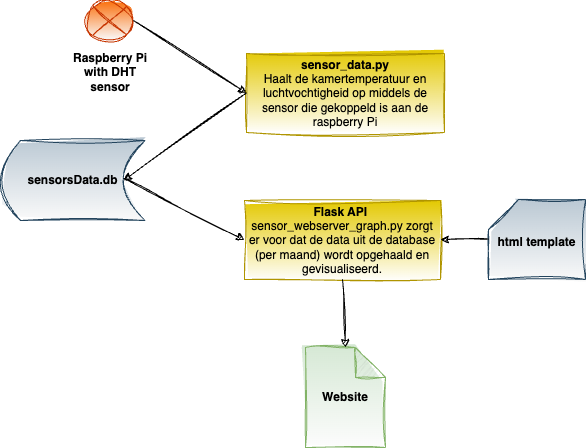 Raspberry Pi
with DHT
sensor
sensor_data.py
Haalt de kamertemperatuur en
luchtvochtigheid op middels de
sensor die gekoppeld is aan de
raspberry Pi
sensorsData.db
Flask API
sensor_webserver_graph.py zorgt
er voor dat de data uit de database
(per maand) wordt opgehaald en
gevisualiseerd.
html template
Website